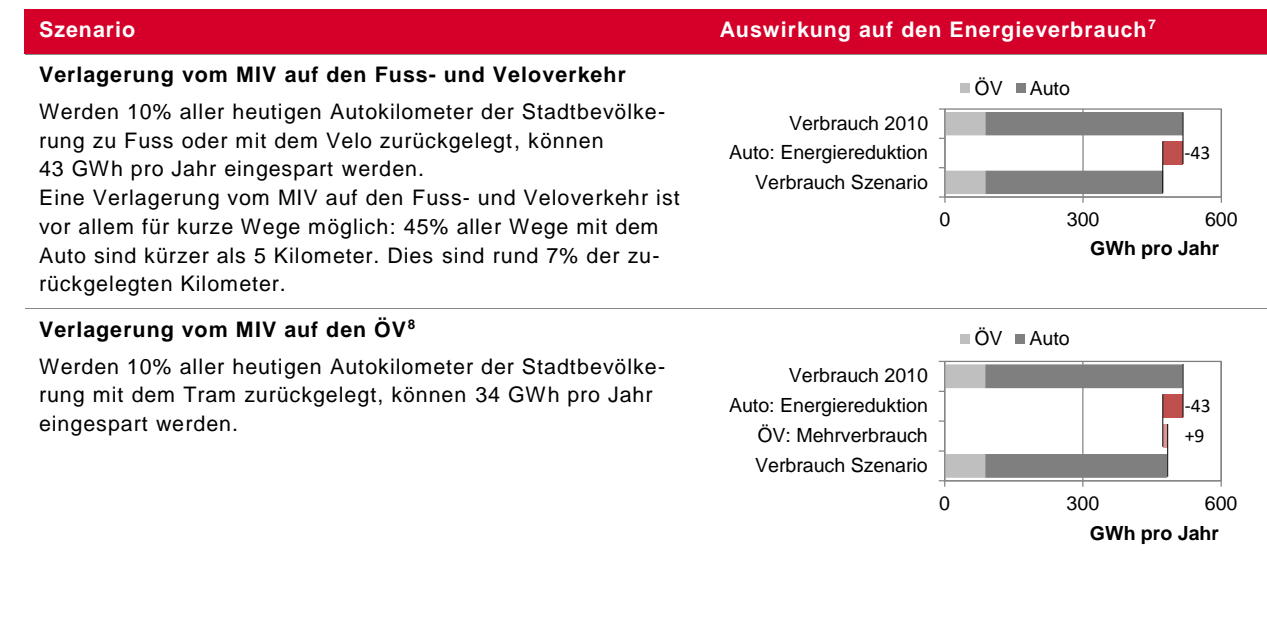 Szenario
Auswirkung auf den Energieverbrauch7
Verlagerung vom MIV auf den Fuss- und Veloverkehr
Werden 10% aller heutigen Autokilometer der Stadtbevölke-
rung zu Fuss oder mit dem Velo zurückgelegt, können
43 GWh pro Jahr eingespart werden.
Eine Verlagerung vom MIV auf den Fuss- und Veloverkehr ist
vor allem für kurze Wege möglich: 45% aller Wege mit dem
Auto sind kürzer als 5 Kilometer. Dies sind rund 7% der zu-
rückgelegten Kilometer.
ÖV Auto
Verbrauch 2010
Auto: Energiereduktion
-43
Verbrauch Szenario
0 300 600
GWh pro Jahr
Verlagerung vom MIV auf den ÖV8
Werden 10% aller heutigen Autokilometer der Stadtbevölke-
rung mit dem Tram zurückgelegt, können 34 GWh pro Jahr
eingespart werden.
ÖV Auto
Verbrauch 2010
Auto: Energiereduktion
-43
ÖV: Mehrverbrauch
+9
Verbrauch Szenario
0 300 600
GWh pro Jahr